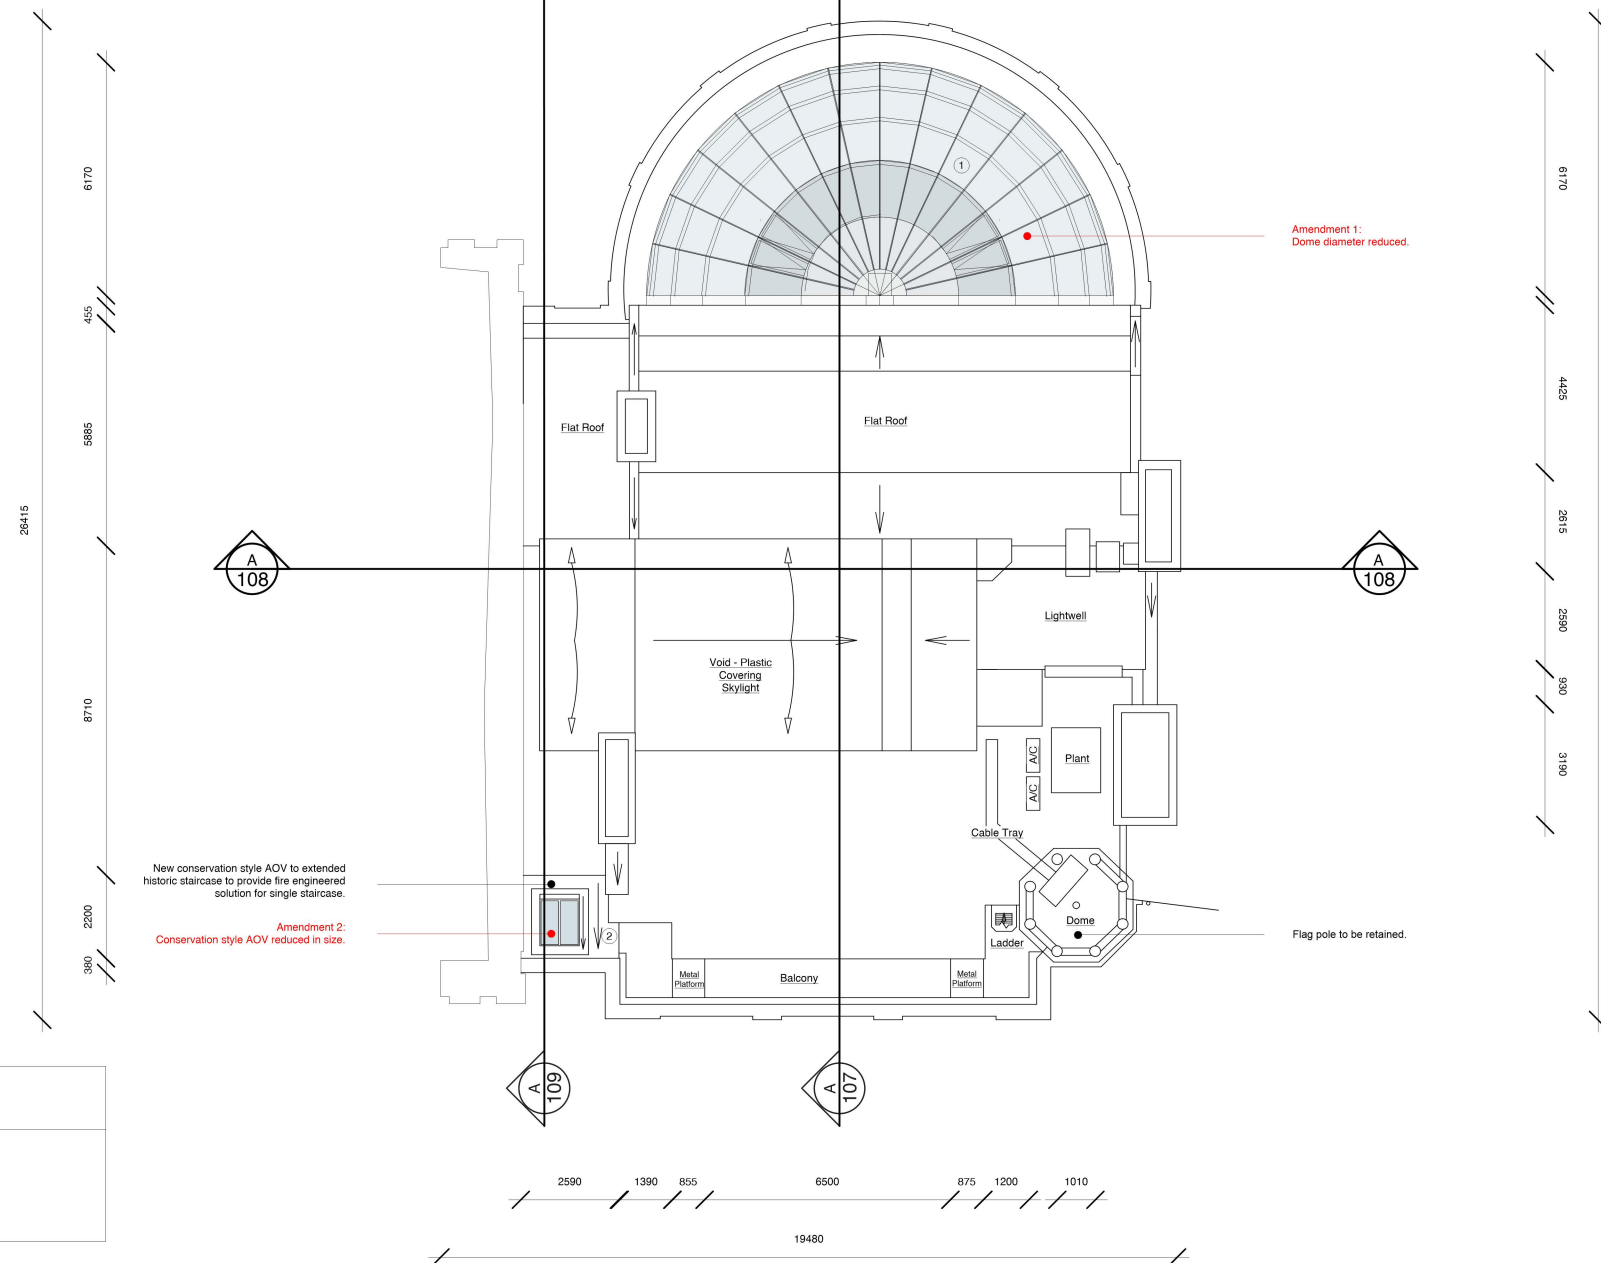 6170
455
5885
26415
8710
2200
380
6170
4425
2615
2590
930
3190
1
Amendment 1:
Dome diameter reduced.
Flat Roof
Flat Roof
A
108
A
108
Lightwell
Void - Plastic
Covering
Skylight
A/C
A/C
Plant
Cable Tray
New conservation style AOV to extended
historic staircase to provide fire engineered
solution for single staircase.
Amendment 2:
Conservation style AOV reduced in size.
2
Dome
Ladder
Flag pole to be retained.
Metal
Platform
Balcony
Metal
Platform
A
109
A
107
2590
1390
855
6500
875
1200
1010
19480